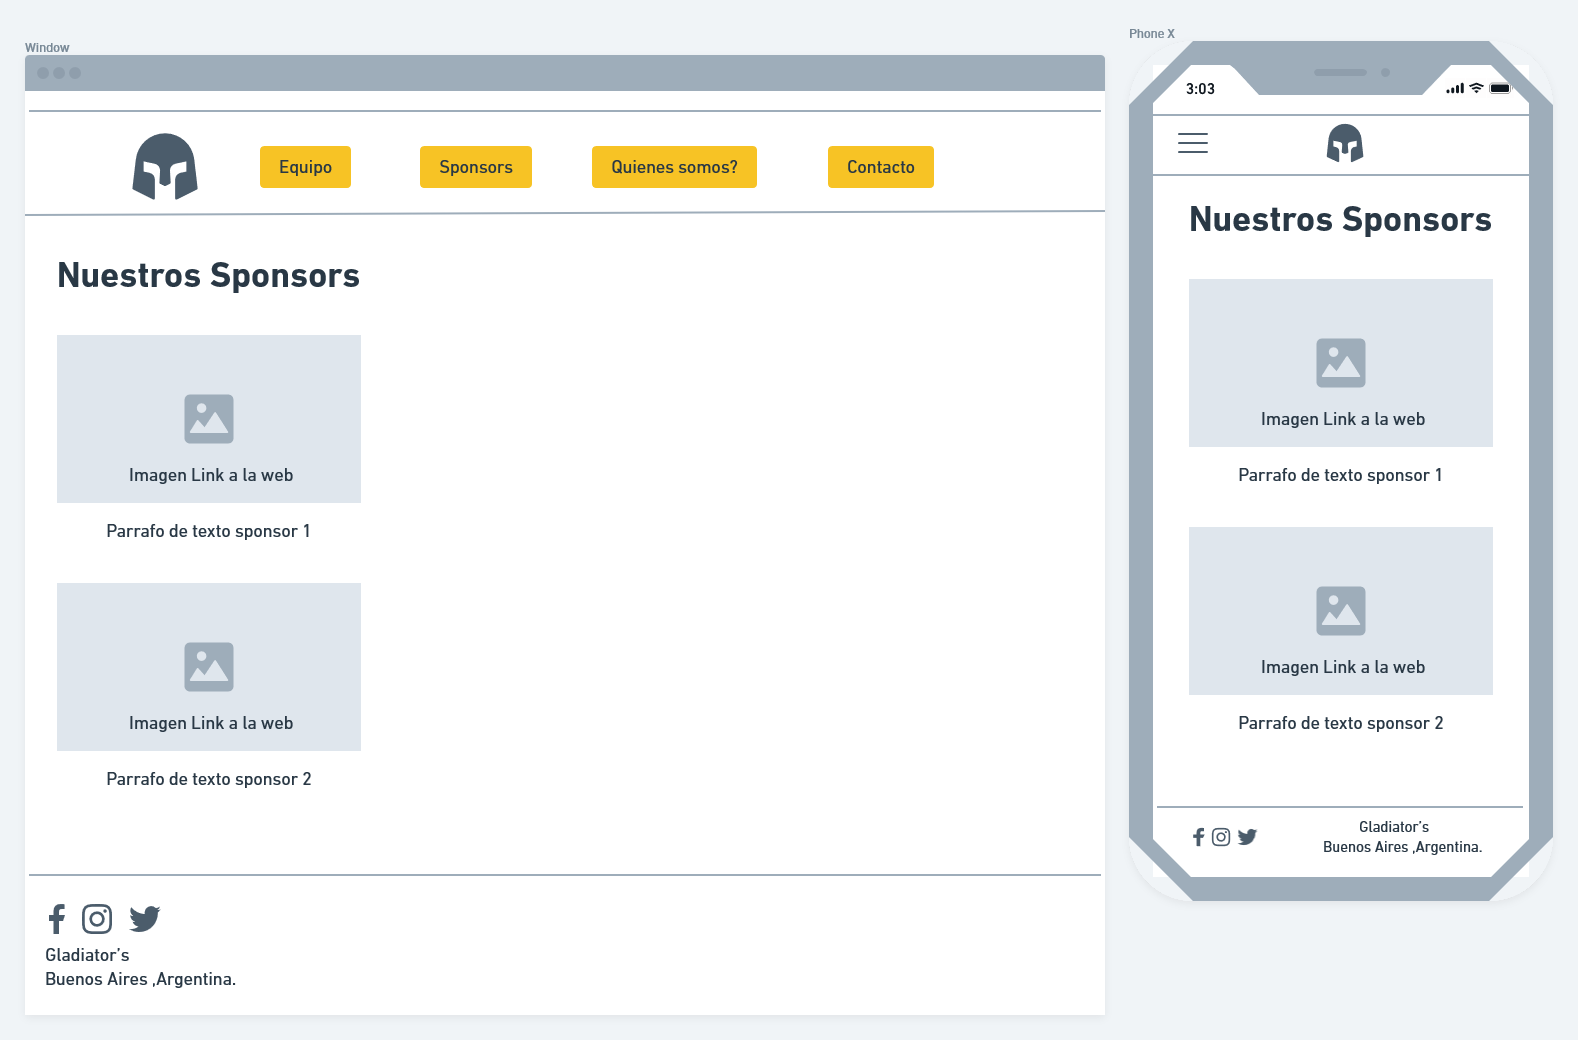 Window
Equipo
Sponsors
Quienes somos?
Contacto
Nuestros Sponsors
Imagen Link a la web
Parrafo de texto sponsor 1
Imagen Link a la web
Parrafo de texto sponsor 2
Gladiator’s
Buenos Aires ,Argentina.
Phone X
3:03
Nuestros Sponsors
Imagen Link a la web
Parrafo de texto sponsor 1
Imagen Link a la web
Parrafo de texto sponsor 2
Gladiator’s
Buenos Aires ,Argentina.